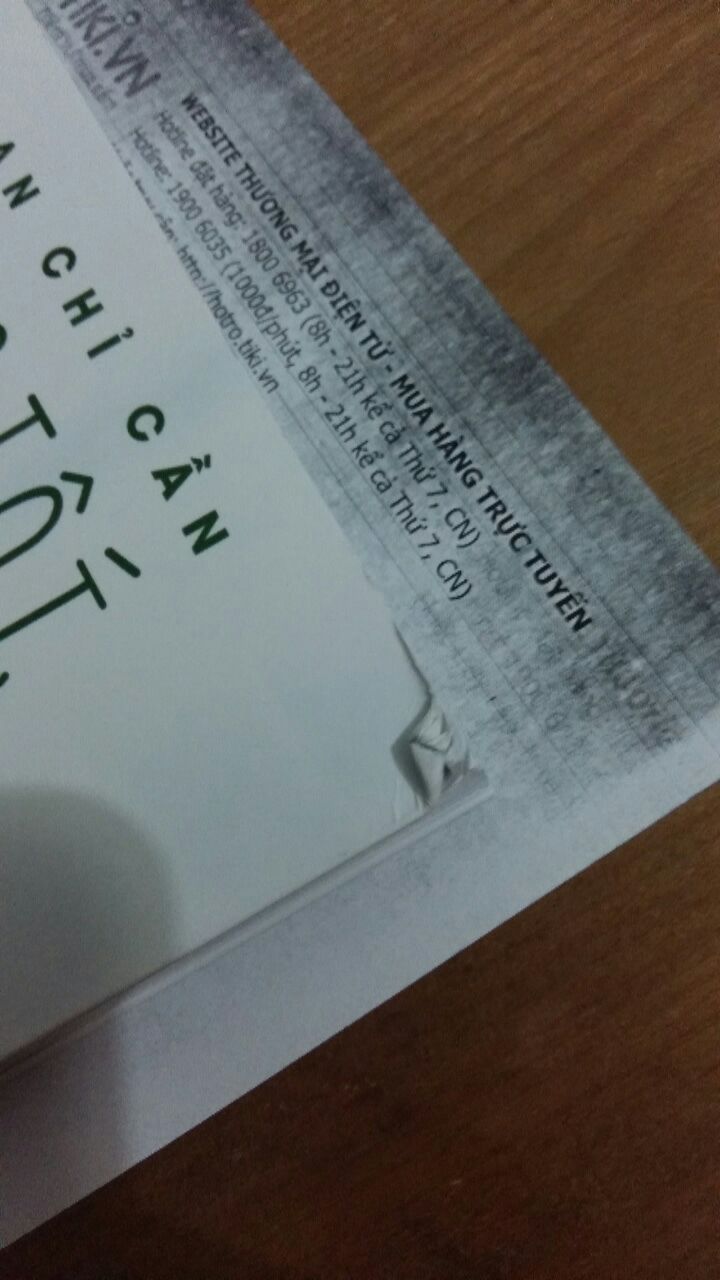 TIKI.VN
WEBSITE THƯƠNG MẠI ĐIỆN TỬ - MUA HÀNG TRỰC TUYẾN
Hotline đặt hàng: 1800 6963 (8h - 21h kể cả Thứ 7, CN)
Hotline: 1900 6035 (1000đ/phút, 8h - 21h kể cả Thứ 7, CN)
http://hotro.tiki.vn
CHỈ CẦN
TỐT